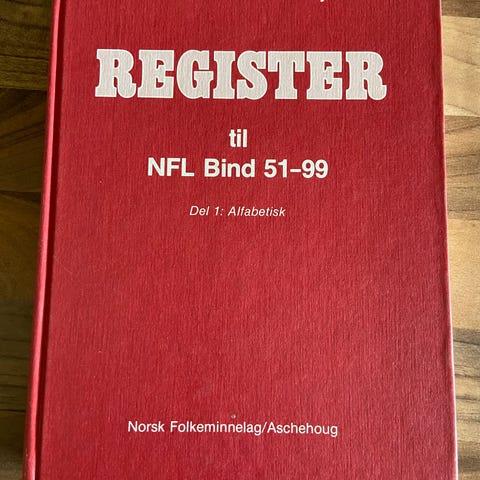 REGISTER
til
NFL Bind 51–99
Del 1: Alfabetisk
Norsk Folkeminnelag/Aschehoug